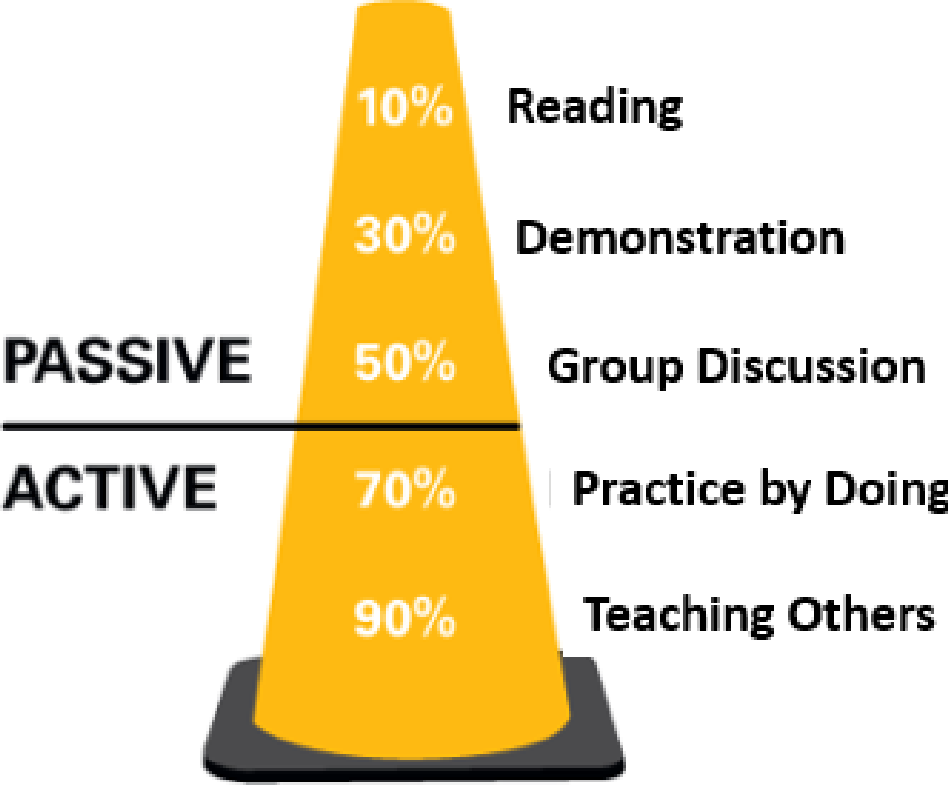 10% Reading
30% Demonstration
PASSIVE 50% Group Discussion
ACTIVE 70% Practice by Doing
90% Teaching Others